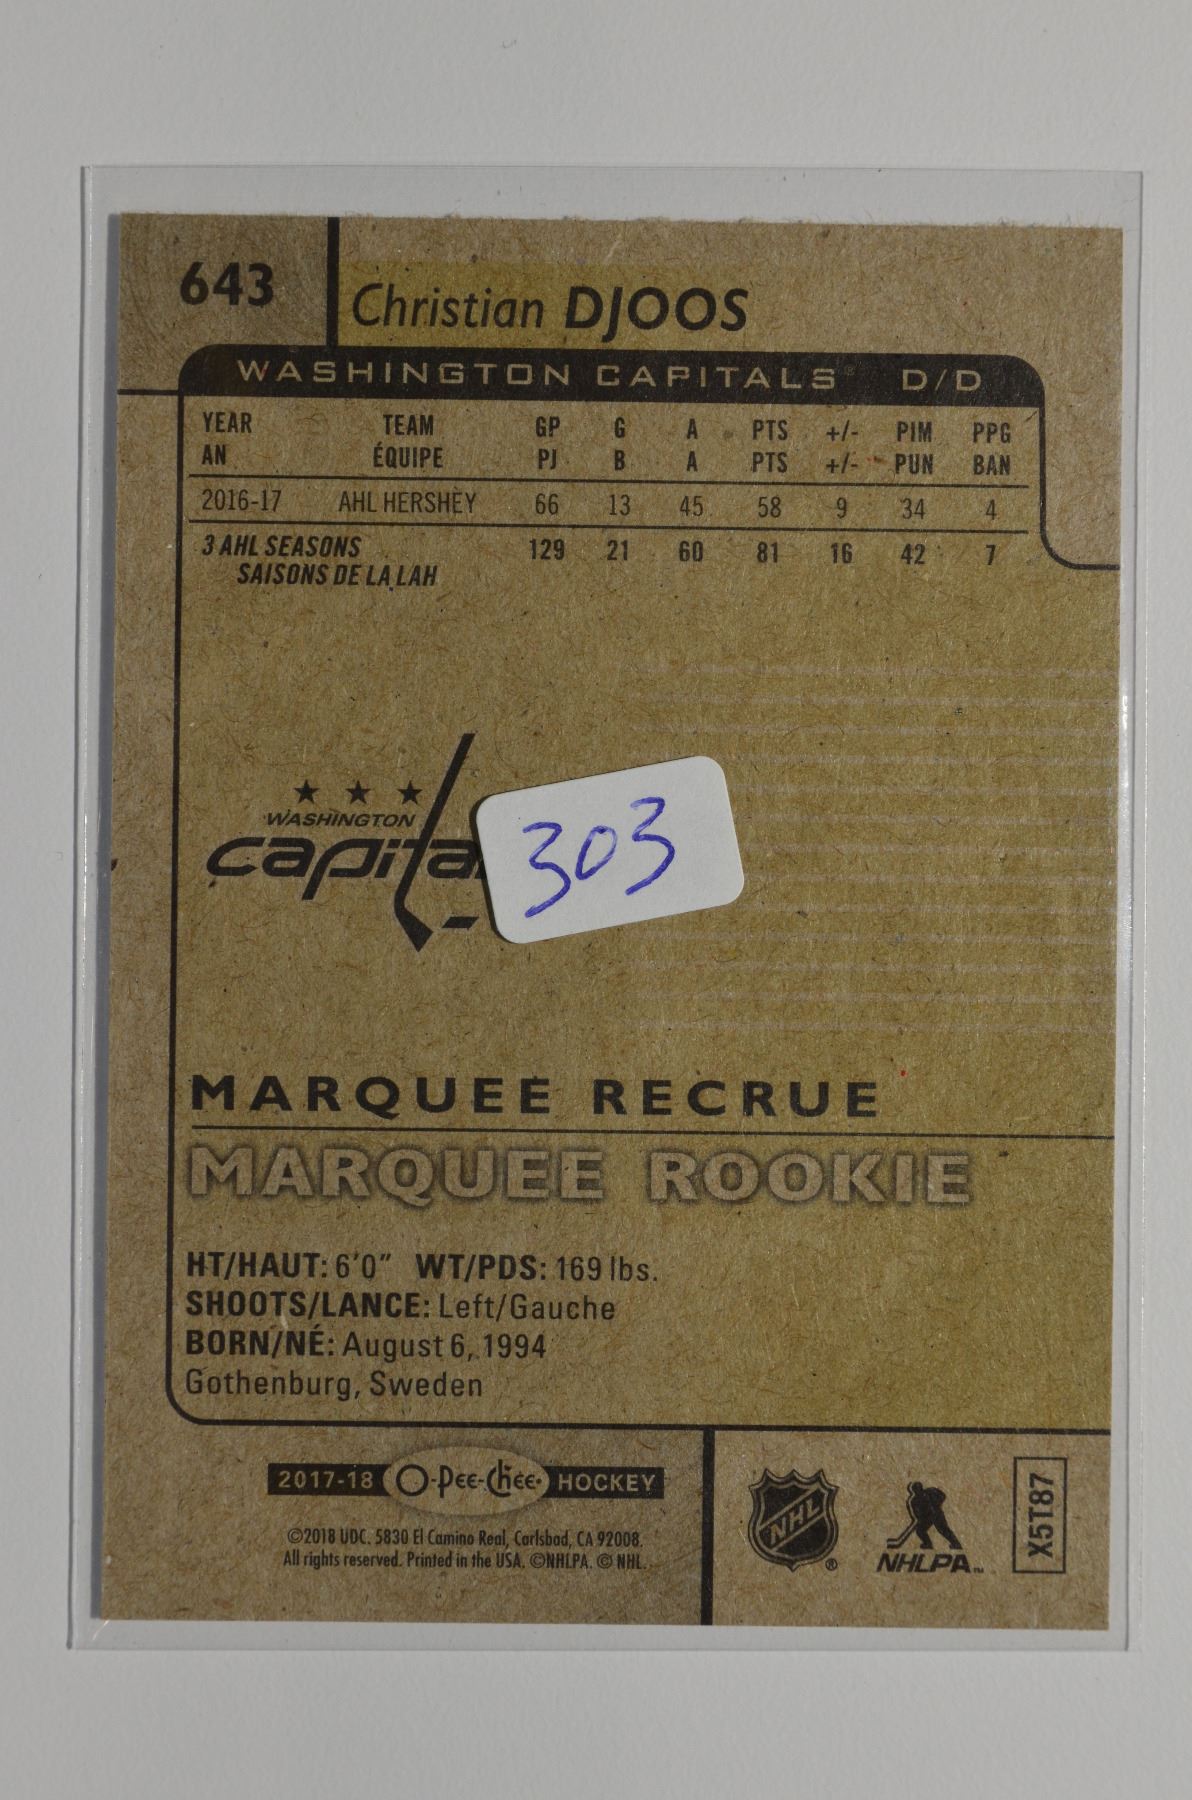 643
Christian DJOOS
WASHINGTON CAPITALS® D/D
YEAR TEAM GP G A PTS +/- PIM PPG
AN ÉQUIPE PJ B A PTS +/- PUN BAN
2016-17 AHL HERSHEY 66 13 45 58 9 34 4
3 AHL SEASONS 129 21 60 81 16 42 7
SAISONS DE LA LAH
WASHINGTON
capita
303
MARQUEE RECRUE
MARQUEE ROOKIE
HT/HAUT: 6'0" WT/PDS: 169 lbs.
SHOOTS/LANCE: Left/Gauche
BORN/NÉ: August 6, 1994
Gothenburg, Sweden
2017-18 O-Pee-Chee HOCKEY
©2018 UDC. 5830 El Camino Real, Carlsbad, CA 92008.
All rights reserved. Printed in the USA. ©NHLPA. © NHL.
NHL®
NHLPA™
X5T87